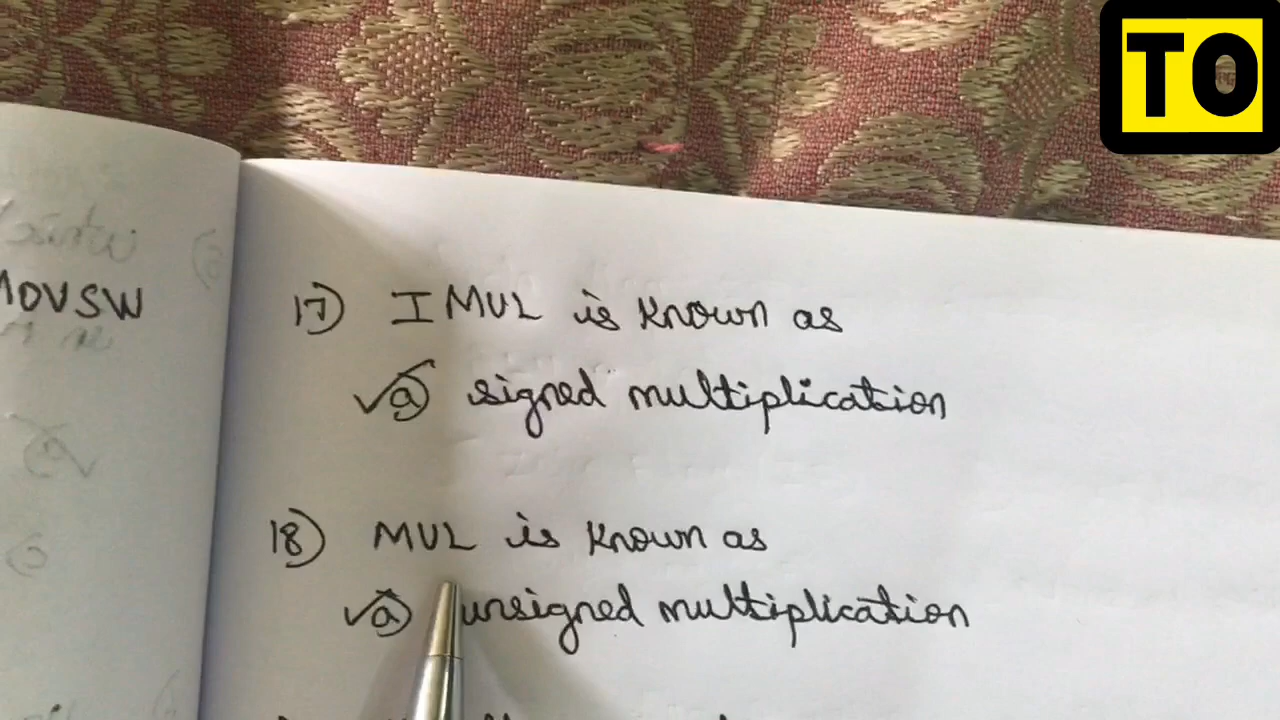 TO
MOVSW
17) IMUL is known as
a) signed multiplication
18) MUL is known as
a) unsigned multiplication